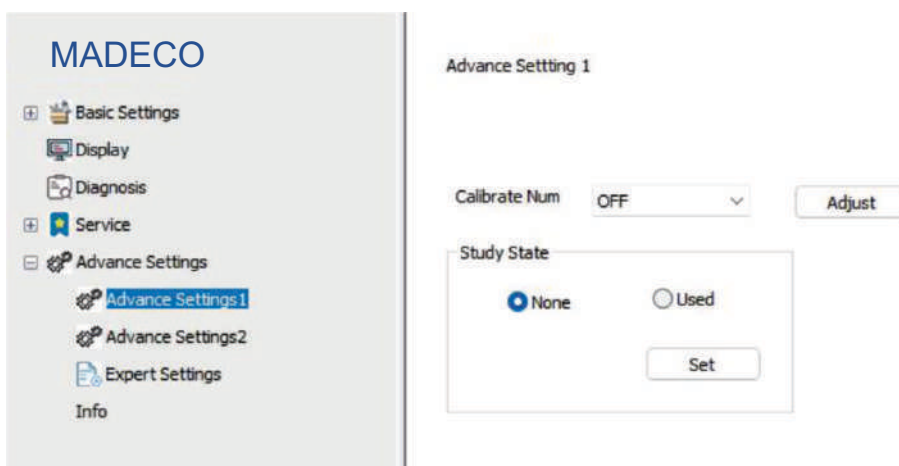 MADECO
Basic Settings
Display
Diagnosis
Service
Advance Settings
Advance Settings1
Advance Settings2
Expert Settings
Info
Advance Settting 1
Calibrate Num OFF Adjust
Study State
None Used
Set